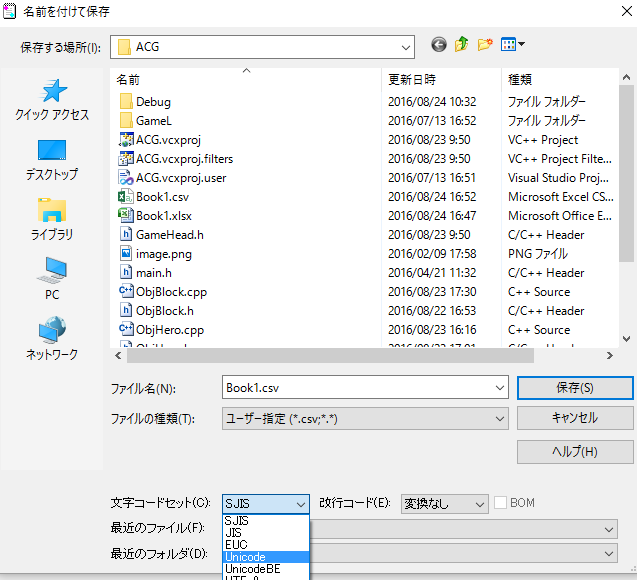 名前を付けて保存
保存する場所(I): ACG
名前 更新日時 種類
Debug 2016/08/24 10:32 ファイル フォルダー
GameL 2016/07/13 16:52 ファイル フォルダー
ACG.vcxproj 2016/08/23 9:50 VC++ Project
ACG.vcxproj.filters 2016/08/23 9:50 VC++ Project Filte...
ACG.vcxproj.user 2016/07/13 16:51 Visual Studio Proj...
Book1.csv 2016/08/24 16:52 Microsoft Excel CS...
Book1.xlsx 2016/08/24 16:47 Microsoft Office E...
GameHead.h 2016/08/23 9:50 C/C++ Header
image.png 2016/02/09 17:58 PNG ファイル
main.h 2016/04/21 11:32 C/C++ Header
ObjBlock.cpp 2016/08/23 17:30 C++ Source
ObjBlock.h 2016/08/22 16:53 C/C++ Header
ObjHero.cpp 2016/08/23 16:16 C++ Source
クイック アクセス
デスクトップ
ライブラリ
PC
ネットワーク
ファイル名(N): Book1.csv 保存(S)
ファイルの種類(T): ユーザー指定 (*.csv;*.*) キャンセル
ヘルプ(H)
文字コードセット(C): SJIS 改行コード(E): 変換なし BOM
SJIS
JIS
EUC
Unicode
UnicodeBE
最近のファイル(F):
最近のフォルダ(D):